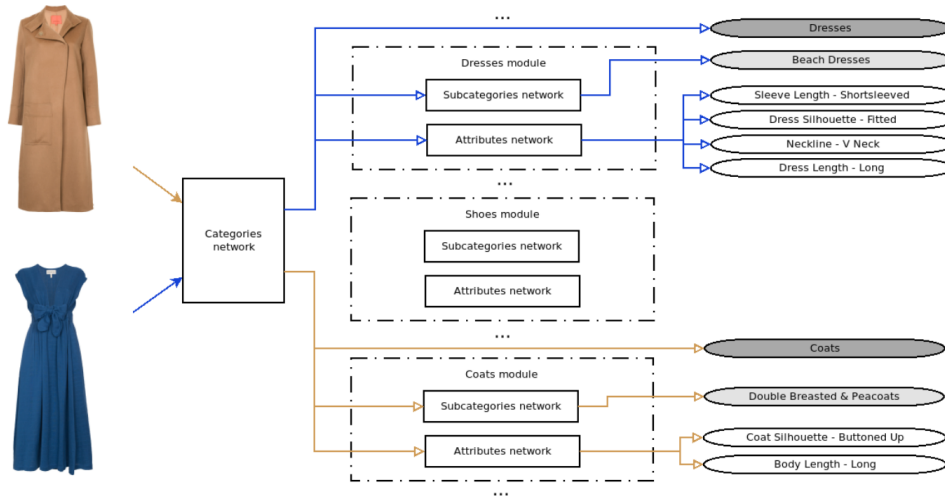 ...
Dresses
Dresses module
Beach Dresses
Subcategories network
Sleeve Length - Shortsleeved
Dress Silhouette - Fitted
Attributes network
Neckline - V Neck
Dress Length - Long
...
Shoes module
Categories
network
Subcategories network
Attributes network
...
Coats
Coats module
Double Breasted & Peacoats
Subcategories network
Coat Silhouette - Buttoned Up
Attributes network
Body Length - Long
...